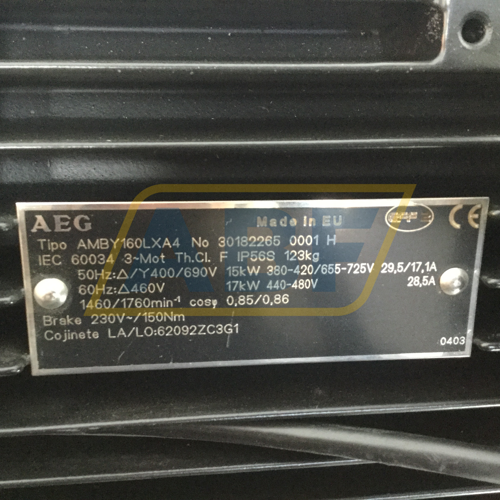 AEG Made in EU
Tipo AMBY160LXA4 No 30182265 0001 H
IEC 60034 3-Mot Th.Cl. F IP56S 123kg
50Hz:△/Y400/690V 15kW 380-420/655-725V 29,5/17,1A
60Hz:△460V 17kW 440-480V 28,5A
1460/1760min⁻¹ cosφ 0,85/0,86
Brake 230V~/150Nm
Cojinete LA/LO:62092ZC3G1
0403
CE